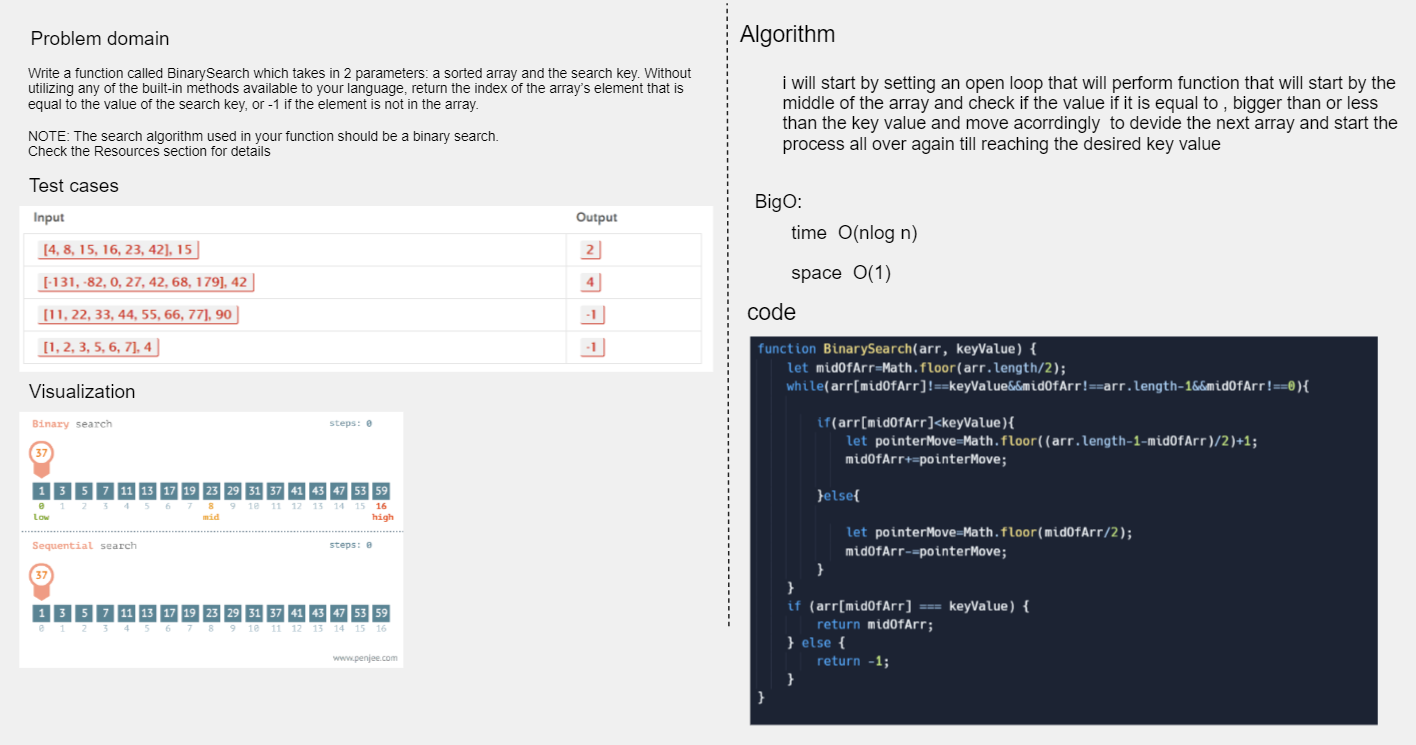 Problem domain
Write a function called BinarySearch which takes in 2 parameters: a sorted array and the search key. Without
utilizing any of the built-in methods available to your language, return the index of the array's element that is
equal to the value of the search key, or -1 if the element is not in the array.
NOTE: The search algorithm used in your function should be a binary search.
Check the Resources section for details
Test cases
Input Output
[4, 8, 15, 16, 23, 42], 15 2
[-131, -82, 0, 27, 42, 68, 179], 42 4
[11, 22, 33, 44, 55, 66, 77], 90 -1
[1, 2, 3, 5, 6, 7], 4 -1
Visualization
Binary search steps: 0
37
1 3 5 7 11 13 17 19 23 29 31 37 41 43 47 53 59
0 1 2 3 4 5 6 7 8 9 10 11 12 13 14 15 16
low mid high
Sequential search steps: 0
37
1 3 5 7 11 13 17 19 23 29 31 37 41 43 47 53 59
0 1 2 3 4 5 6 7 8 9 10 11 12 13 14 15 16
www.penjee.com
Algorithm
i will start by setting an open loop that will perform function that will start by the
middle of the array and check if the value if it is equal to , bigger than or less
than the key value and move acorrdingly to devide the next array and start the
process all over again till reaching the desired key value
BigO:
time O(nlog n)
space O(1)
code
function BinarySearch(arr, keyValue) {
let midOfArr=Math.floor(arr.length/2);
while(arr[midOfArr]!==keyValue&&midOfArr!==arr.length-1&&midOfArr!==0){
if(arr[midOfArr]<keyValue){
let pointerMove=Math.floor((arr.length-1-midOfArr)/2)+1;
midOfArr+=pointerMove;
}else{
let pointerMove=Math.floor(midOfArr/2);
midOfArr-=pointerMove;
}
}
if (arr[midOfArr] === keyValue) {
return midOfArr;
} else {
return -1;
}
}